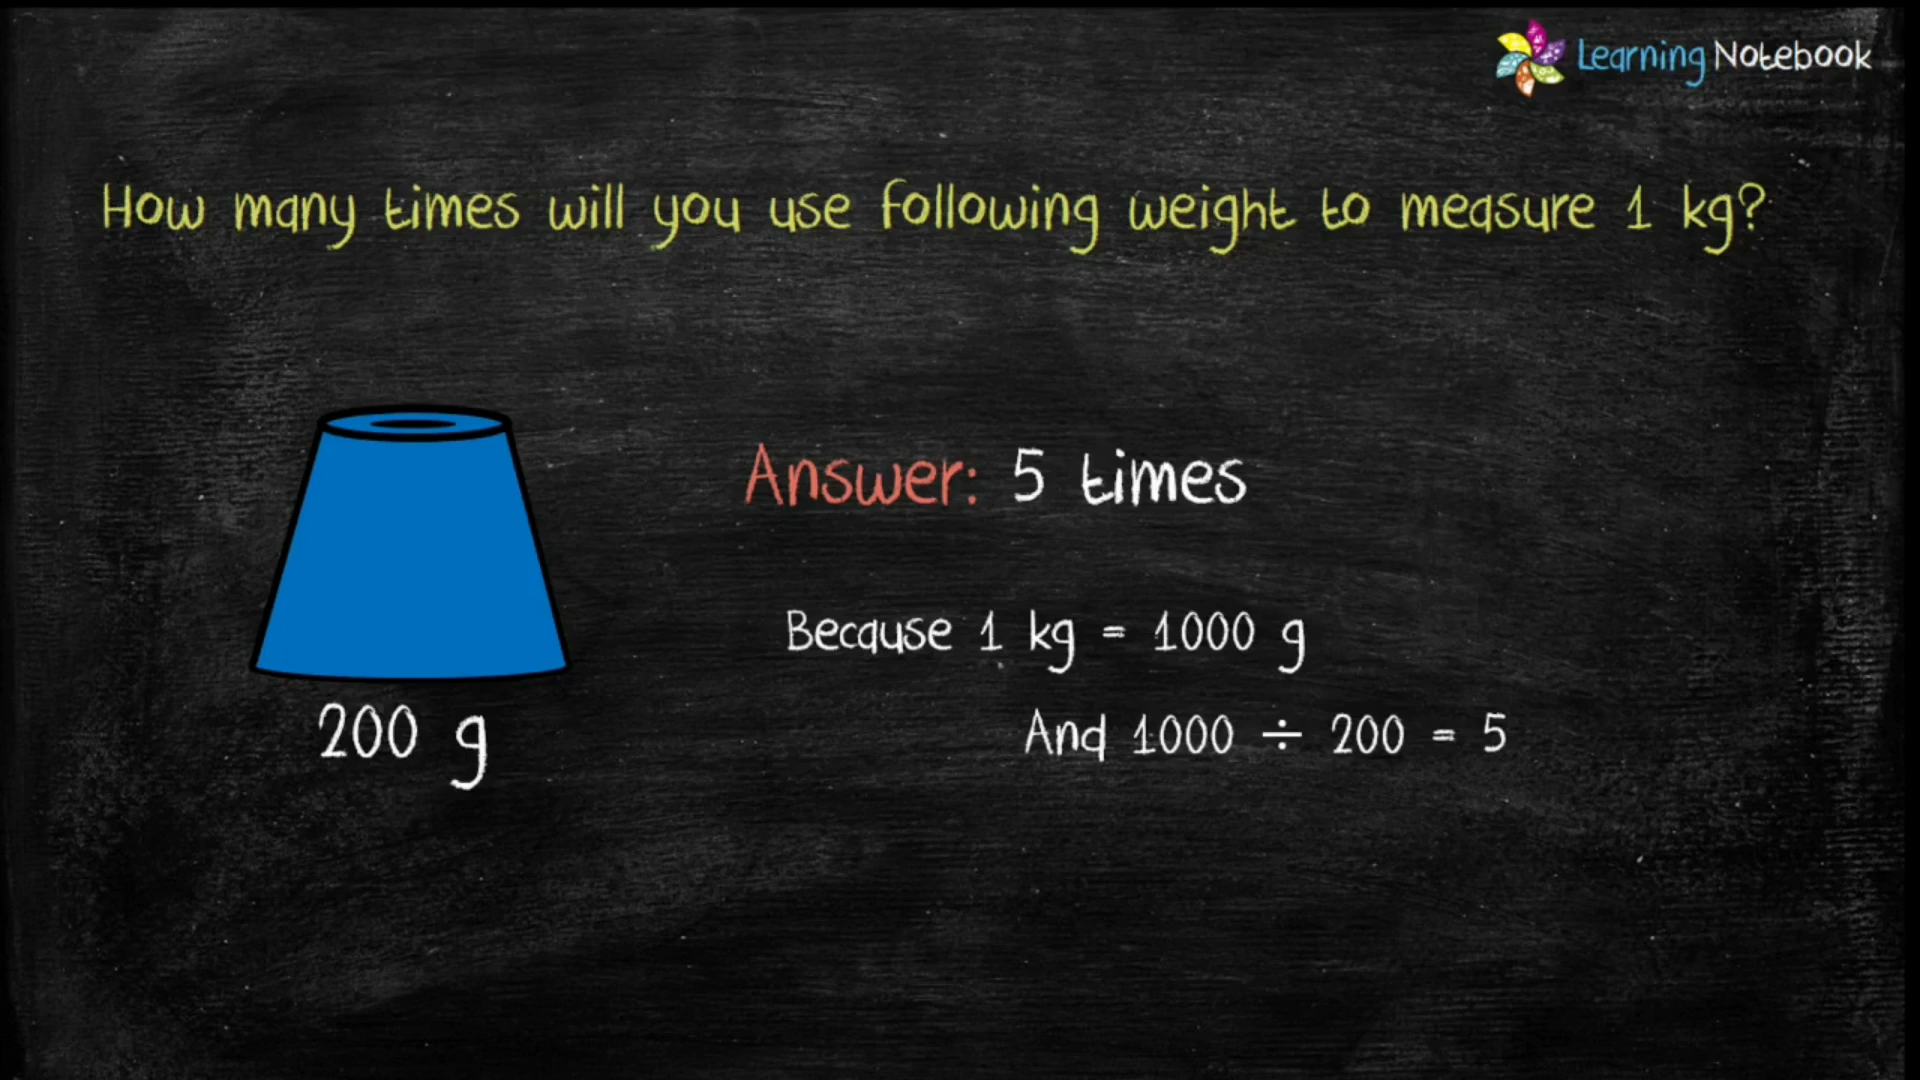 Learning Notebook
How many times will you use following weight to measure 1 kg?
Answer: 5 times
Because 1 kg = 1000 g
200 g
And 1000 ÷ 200 = 5